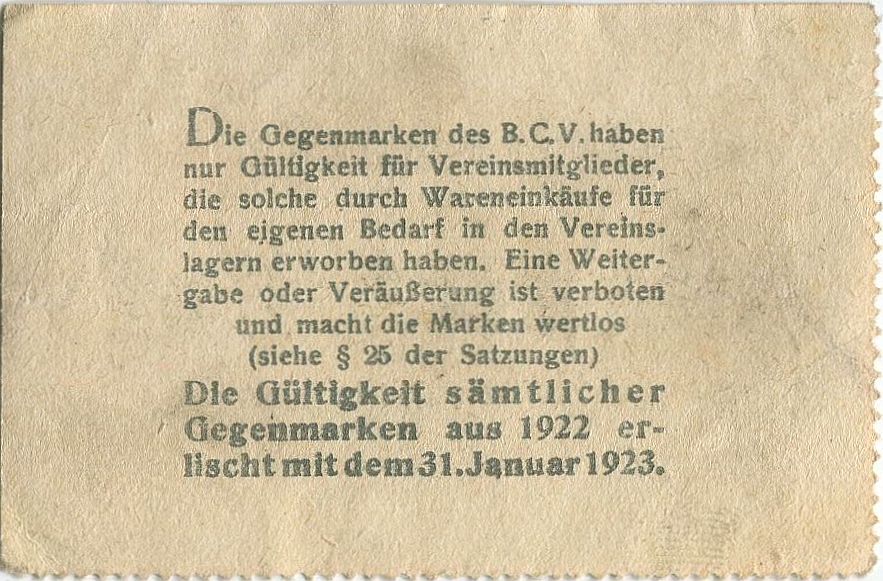 Die Gegenmarken des B.C.V. haben
nur Gültigkeit für Vereinsmitglieder,
die solche durch Wareneinkäufe für
den eigenen Bedarf in den Vereins-
lagern erworben haben. Eine Weiter-
gabe oder Veräußerung ist verboten
und macht die Marken wertlos
(siehe § 25 der Satzungen)
Die Gültigkeit sämtlicher
Gegenmarken aus 1922 er-
lischt mit dem 31. Januar 1923.